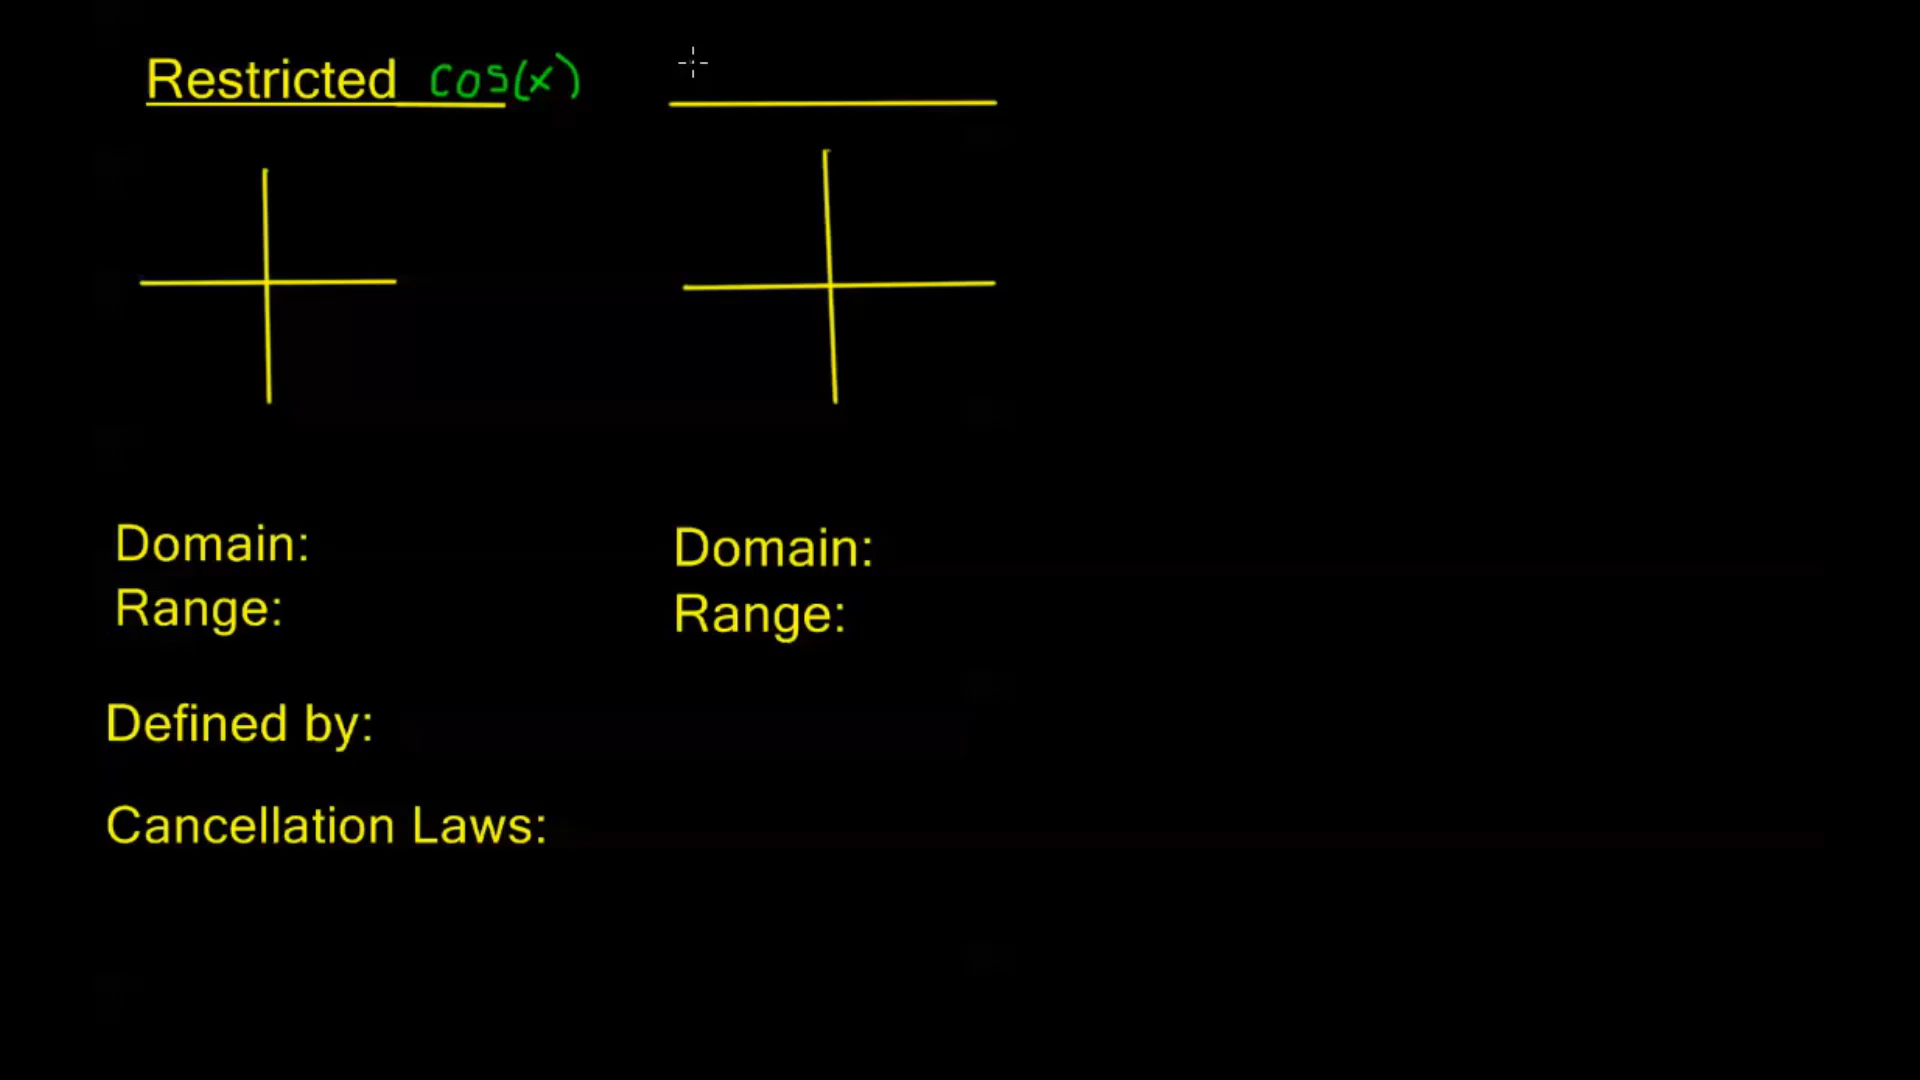 Restricted cos(x)
Domain:
Range:
Domain:
Range:
Defined by:
Cancellation Laws: